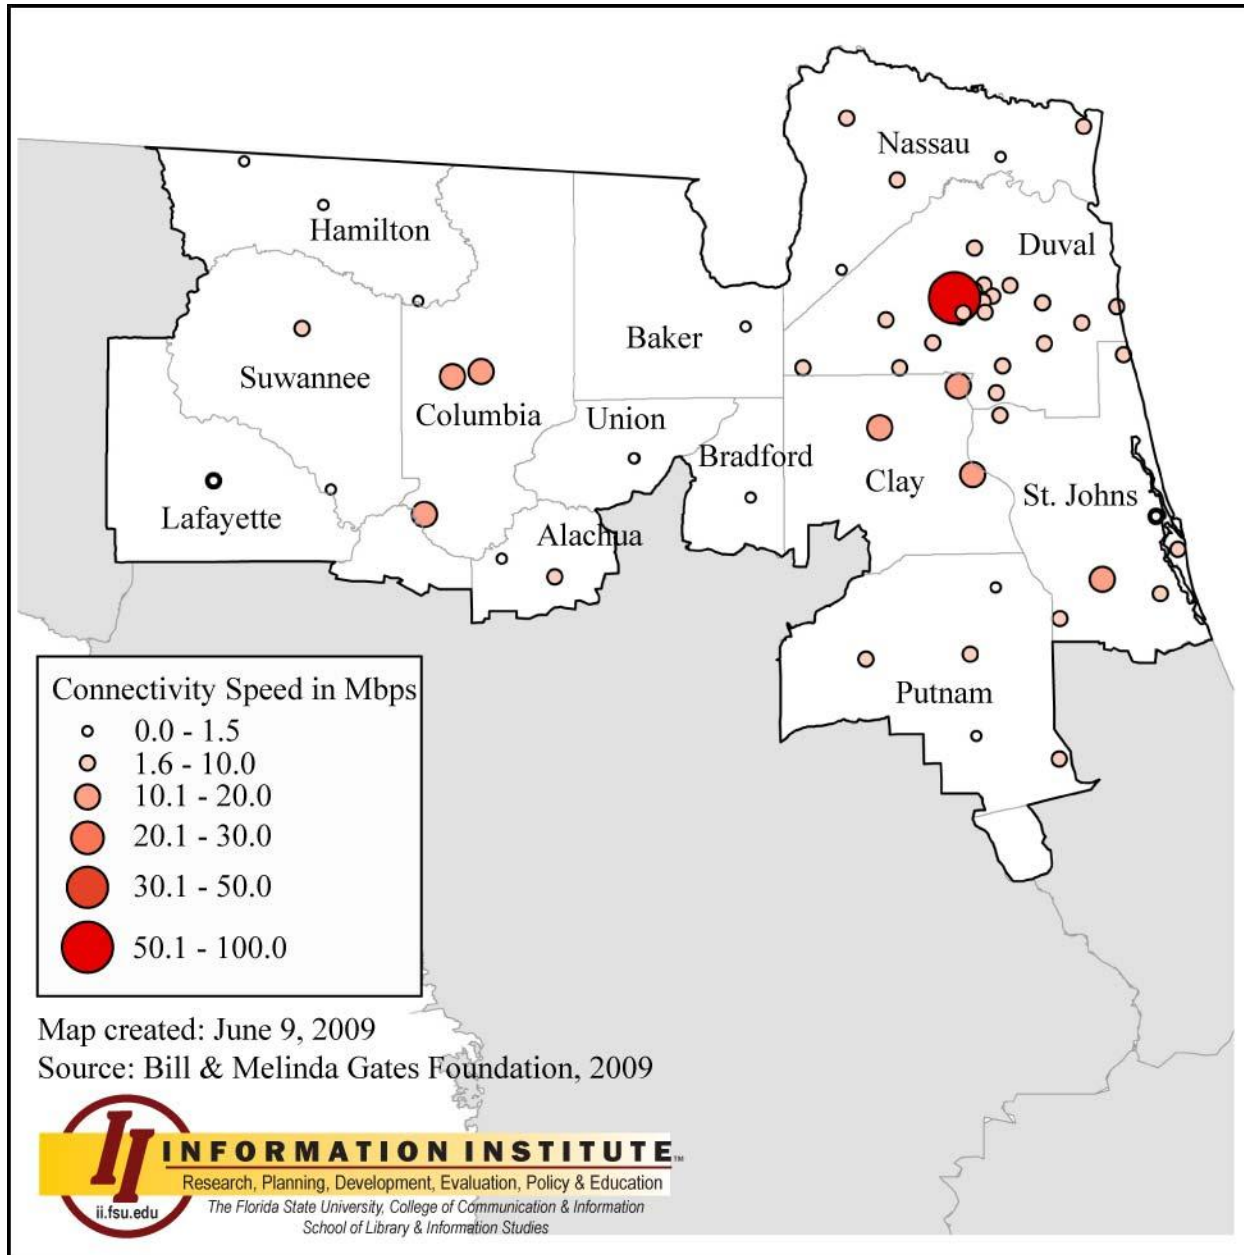 Nassau
Duval
Hamilton
Baker
Suwannee
Columbia
Union
Bradford
Clay
St. Johns
Lafayette
Alachua
Putnam
Connectivity Speed in Mbps
0.0 - 1.5
1.6 - 10.0
10.1 - 20.0
20.1 - 30.0
30.1 - 50.0
50.1 - 100.0
Map created: June 9, 2009
Source: Bill & Melinda Gates Foundation, 2009
II
ii.fsu.edu
INFORMATION INSTITUTE™
Research, Planning, Development, Evaluation, Policy & Education
The Florida State University, College of Communication & Information
School of Library & Information Studies